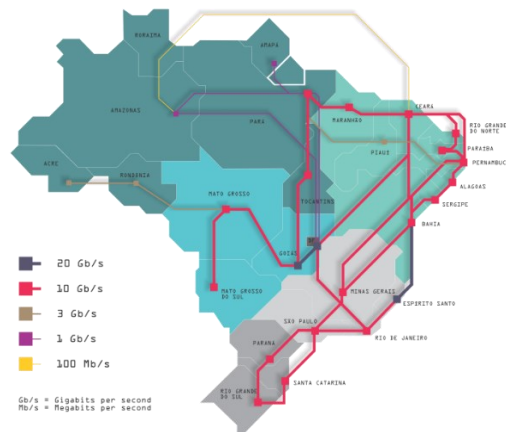 RORAIMA
AMAPA
AMAZONAS
PARA
MARANHAO
CEARA
RIO GRANDE
DO NORTE
PARAIBA
PIAUI
PERNAMBUC
ACRE
RONDONIA
ALAGOAS
MATO GROSSO
TOCANTINS
SERGIPE
BAHIA
GOIAS
MATO GROSSO
DO SUL
MINAS GERAIS
ESPIRITO SANTO
SAO PAULO
RIO DE JANEIRO
PARANA
SANTA CATARINA
RIO GRANDE
DO SUL
20 Gb/s
10 Gb/s
3 Gb/s
1 Gb/s
100 Mb/s
Gb/s = Gigabits per second
Mb/s = Megabits per second